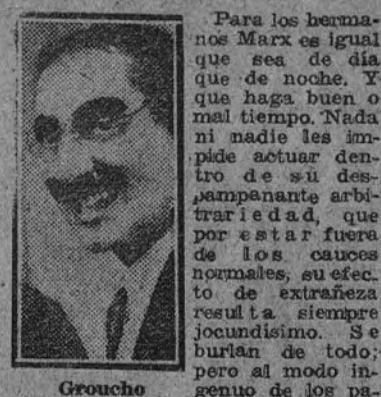 Para los herma-
nos Marx es igual
que sea de día
que de noche. Y
que haga buen o
mal tiempo. Nada
ni nadie les im-
pide actuar den-
tro de su des-
pampanante arbi-
trariedad, que
por estar fuera
de los cauces
normales, su efec-
to de extrañeza
resulta siempre
jocundísimo. Se
burlan de todo;
pero al modo in-
genuo de los pa-
Groucho